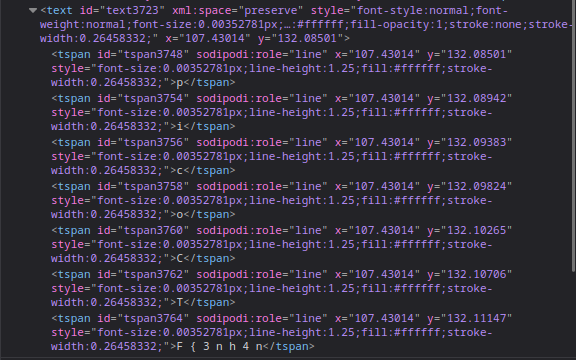 <text id="text3723" xml:space="preserve" style="font-style:normal;font-
weight:normal;font-size:0.00352781px;…:#ffffff;fill-opacity:1;stroke:none;stroke-
width:0.26458332;" x="107.43014" y="132.08501">
<tspan id="tspan3748" sodipodi:role="line" x="107.43014" y="132.08501"
style="font-size:0.00352781px;line-height:1.25;fill:#ffffff;stroke-
width:0.26458332;">p</tspan>
<tspan id="tspan3754" sodipodi:role="line" x="107.43014" y="132.08942"
style="font-size:0.00352781px;line-height:1.25;fill:#ffffff;stroke-
width:0.26458332;">i</tspan>
<tspan id="tspan3756" sodipodi:role="line" x="107.43014" y="132.09383"
style="font-size:0.00352781px;line-height:1.25;fill:#ffffff;stroke-
width:0.26458332;">c</tspan>
<tspan id="tspan3758" sodipodi:role="line" x="107.43014" y="132.09824"
style="font-size:0.00352781px;line-height:1.25;fill:#ffffff;stroke-
width:0.26458332;">o</tspan>
<tspan id="tspan3760" sodipodi:role="line" x="107.43014" y="132.10265"
style="font-size:0.00352781px;line-height:1.25;fill:#ffffff;stroke-
width:0.26458332;">C</tspan>
<tspan id="tspan3762" sodipodi:role="line" x="107.43014" y="132.10706"
style="font-size:0.00352781px;line-height:1.25;fill:#ffffff;stroke-
width:0.26458332;">T</tspan>
<tspan id="tspan3764" sodipodi:role="line" x="107.43014" y="132.11147"
style="font-size:0.00352781px;line-height:1.25;fill:#ffffff;stroke-
width:0.26458332;">F { 3 n h 4 n</tspan>